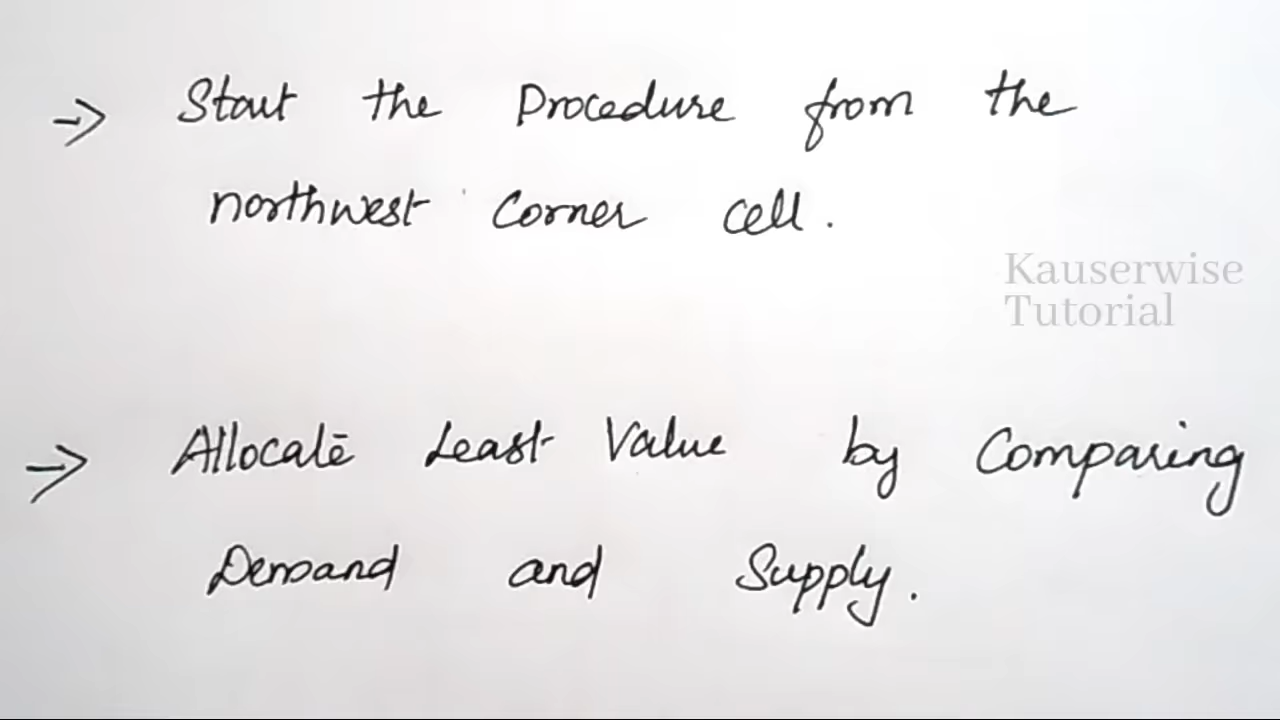 → Start the Procedure from the
northwest Corner cell.
Kauserwise
Tutorial
→ Allocate Least Value by Comparing
Demand and Supply.